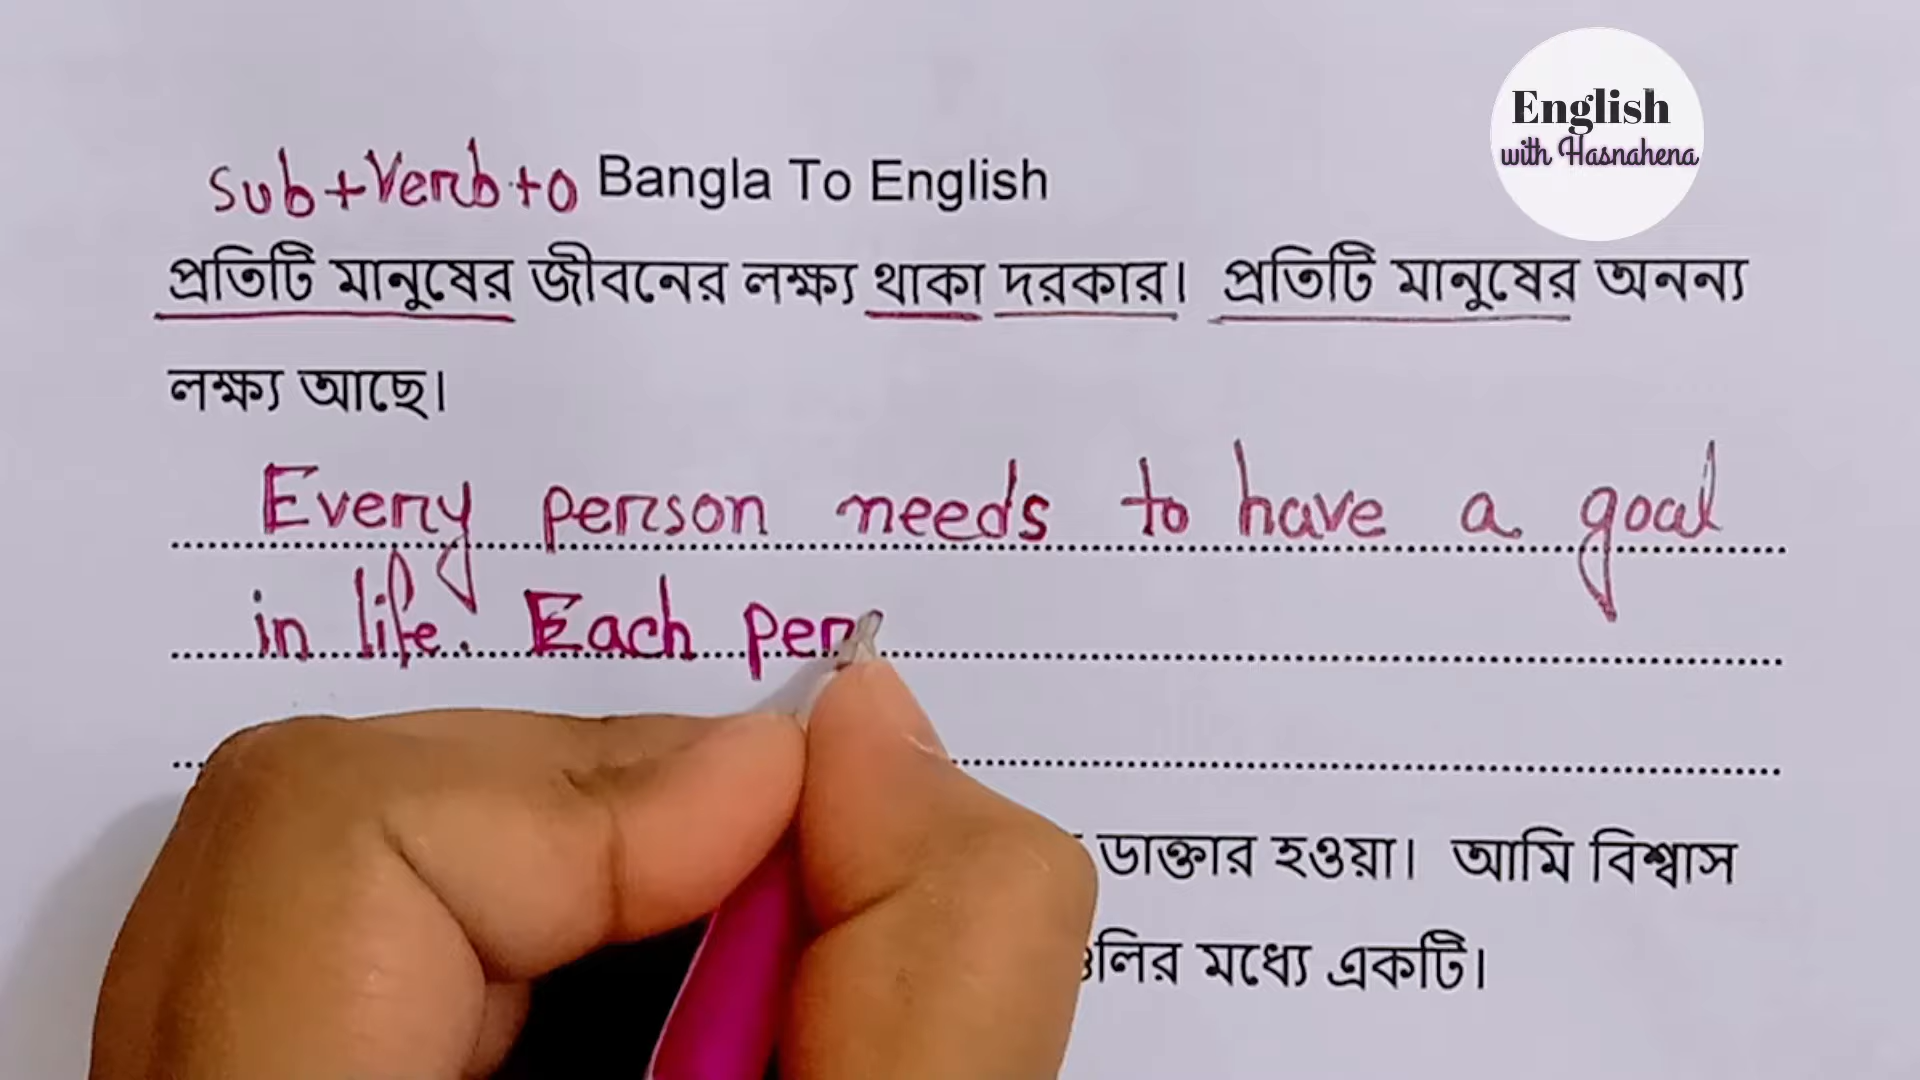 English
with Hasnahena
Sub+Verb+o Bangla To English
প্রতিটি মানুষের জীবনের লক্ষ্য থাকা দরকার। প্রতিটি মানুষের অনন্য
লক্ষ্য আছে।
Every person needs to have a goal
in life. Each per
ডাক্তার হওয়া। আমি বিশ্বাস
মধ্যে একটি।